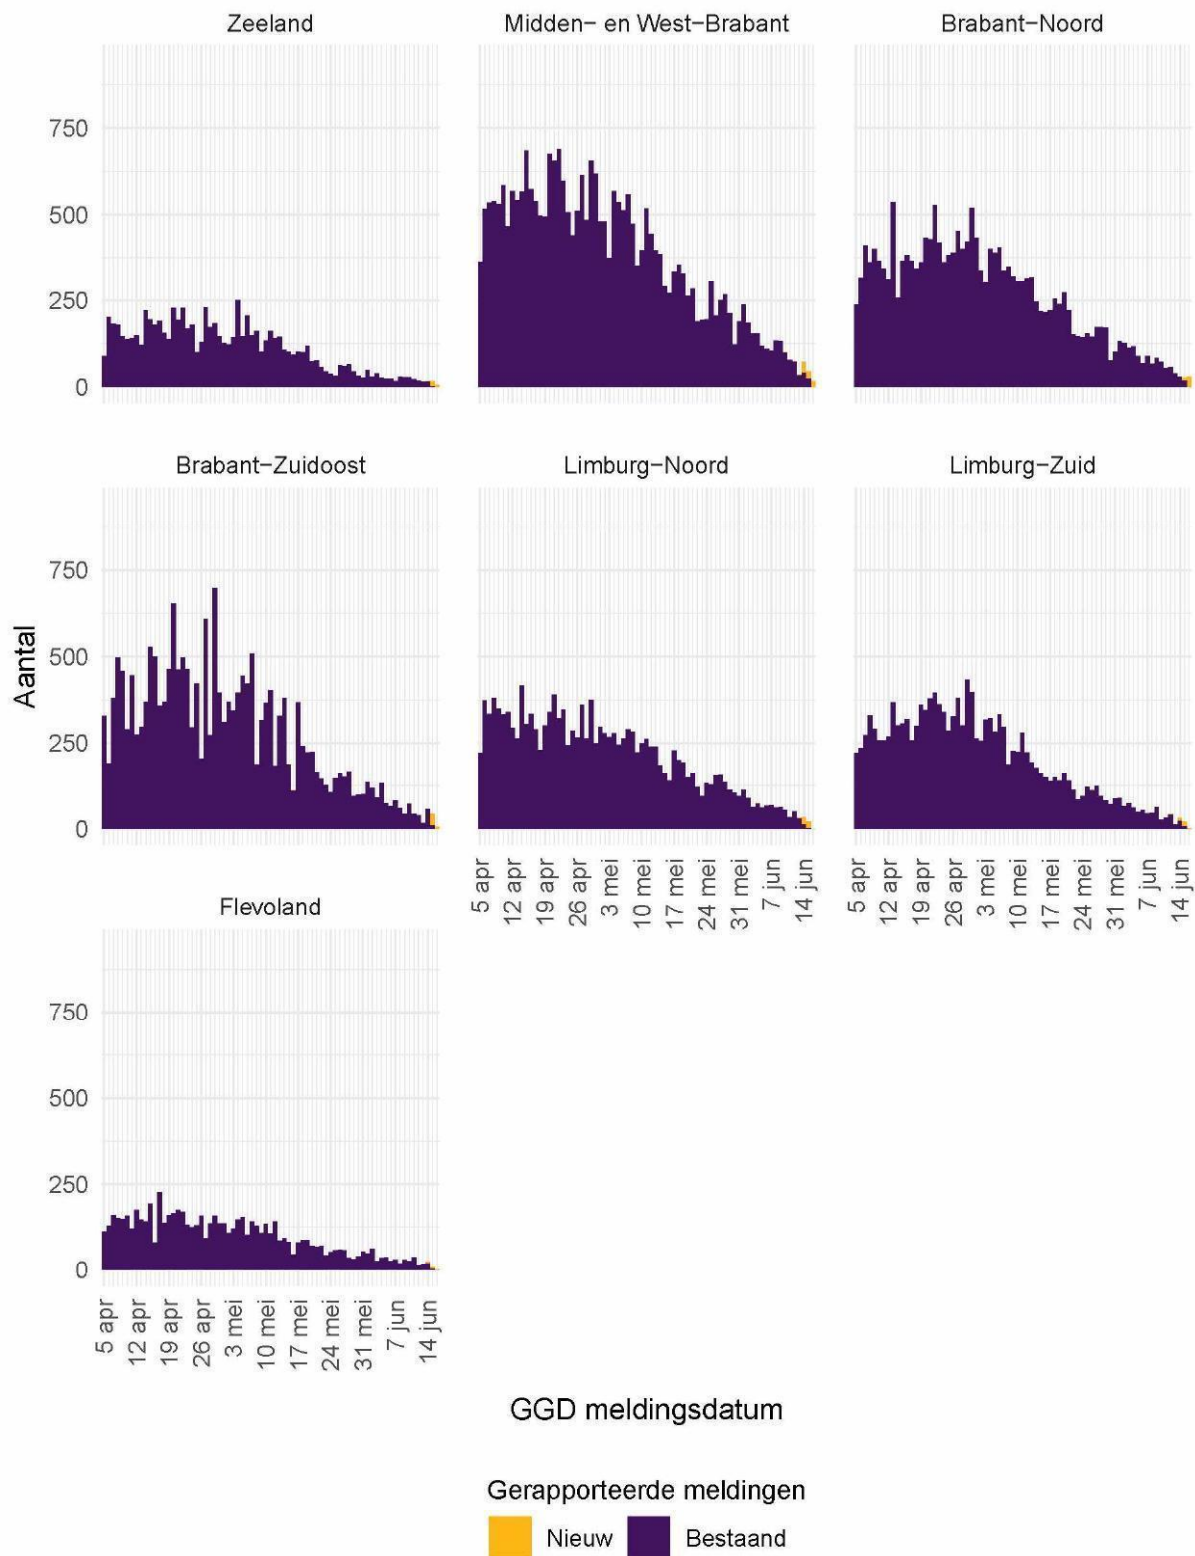 Zeeland
Midden- en West-Brabant
Brabant-Noord
750
500
250
0
Brabant-Zuidoost
Limburg-Noord
Limburg-Zuid
Aantal
750
500
250
0
5 apr
12 apr
19 apr
26 apr
3 mei
10 mei
17 mei
24 mei
31 mei
7 jun
14 jun
5 apr
12 apr
19 apr
26 apr
3 mei
10 mei
17 mei
24 mei
31 mei
7 jun
14 jun
Flevoland
750
500
250
0
5 apr
12 apr
19 apr
26 apr
3 mei
10 mei
17 mei
24 mei
31 mei
7 jun
14 jun
GGD meldingsdatum
Gerapporteerde meldingen
Nieuw
Bestaand